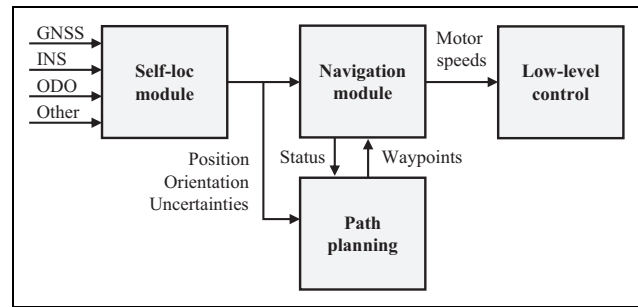 GNSS
INS
ODO
Other
Self-loc
module
Position
Orientation
Uncertainties
Navigation
module
Status
Waypoints
Path
planning
Motor
speeds
Low-level
control